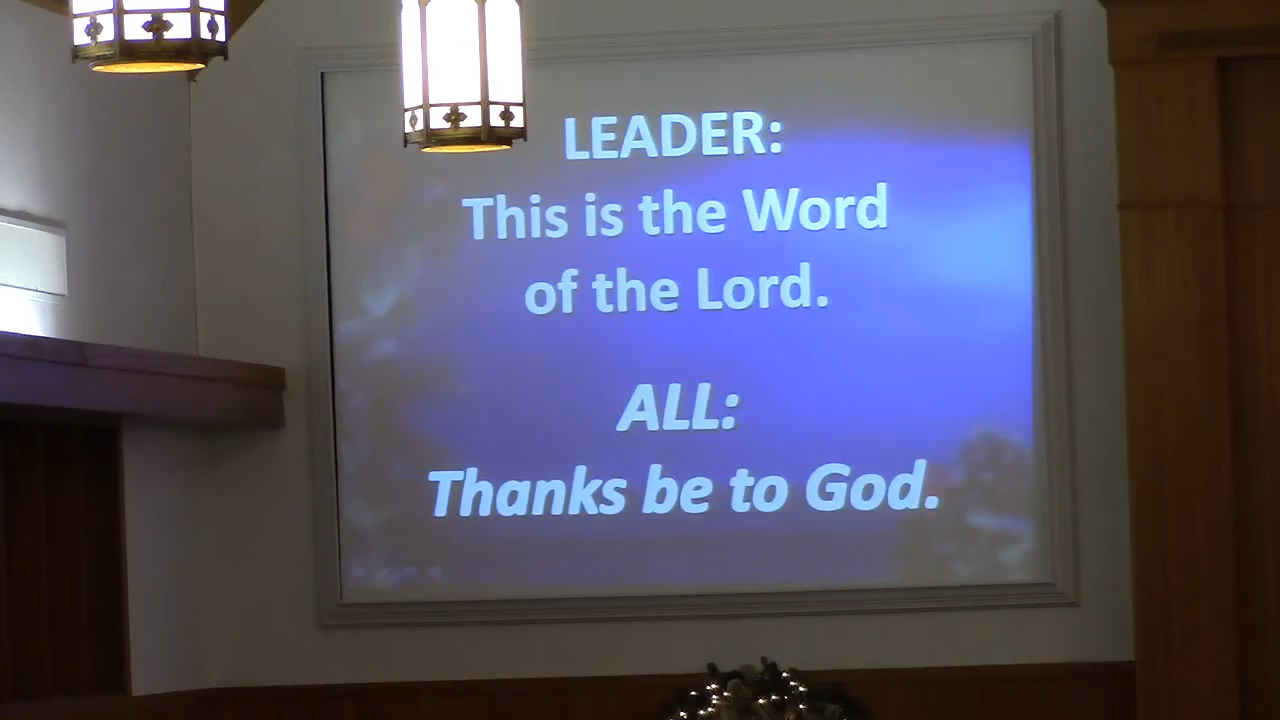 LEADER:
This is the Word
of the Lord.
ALL:
Thanks be to God.